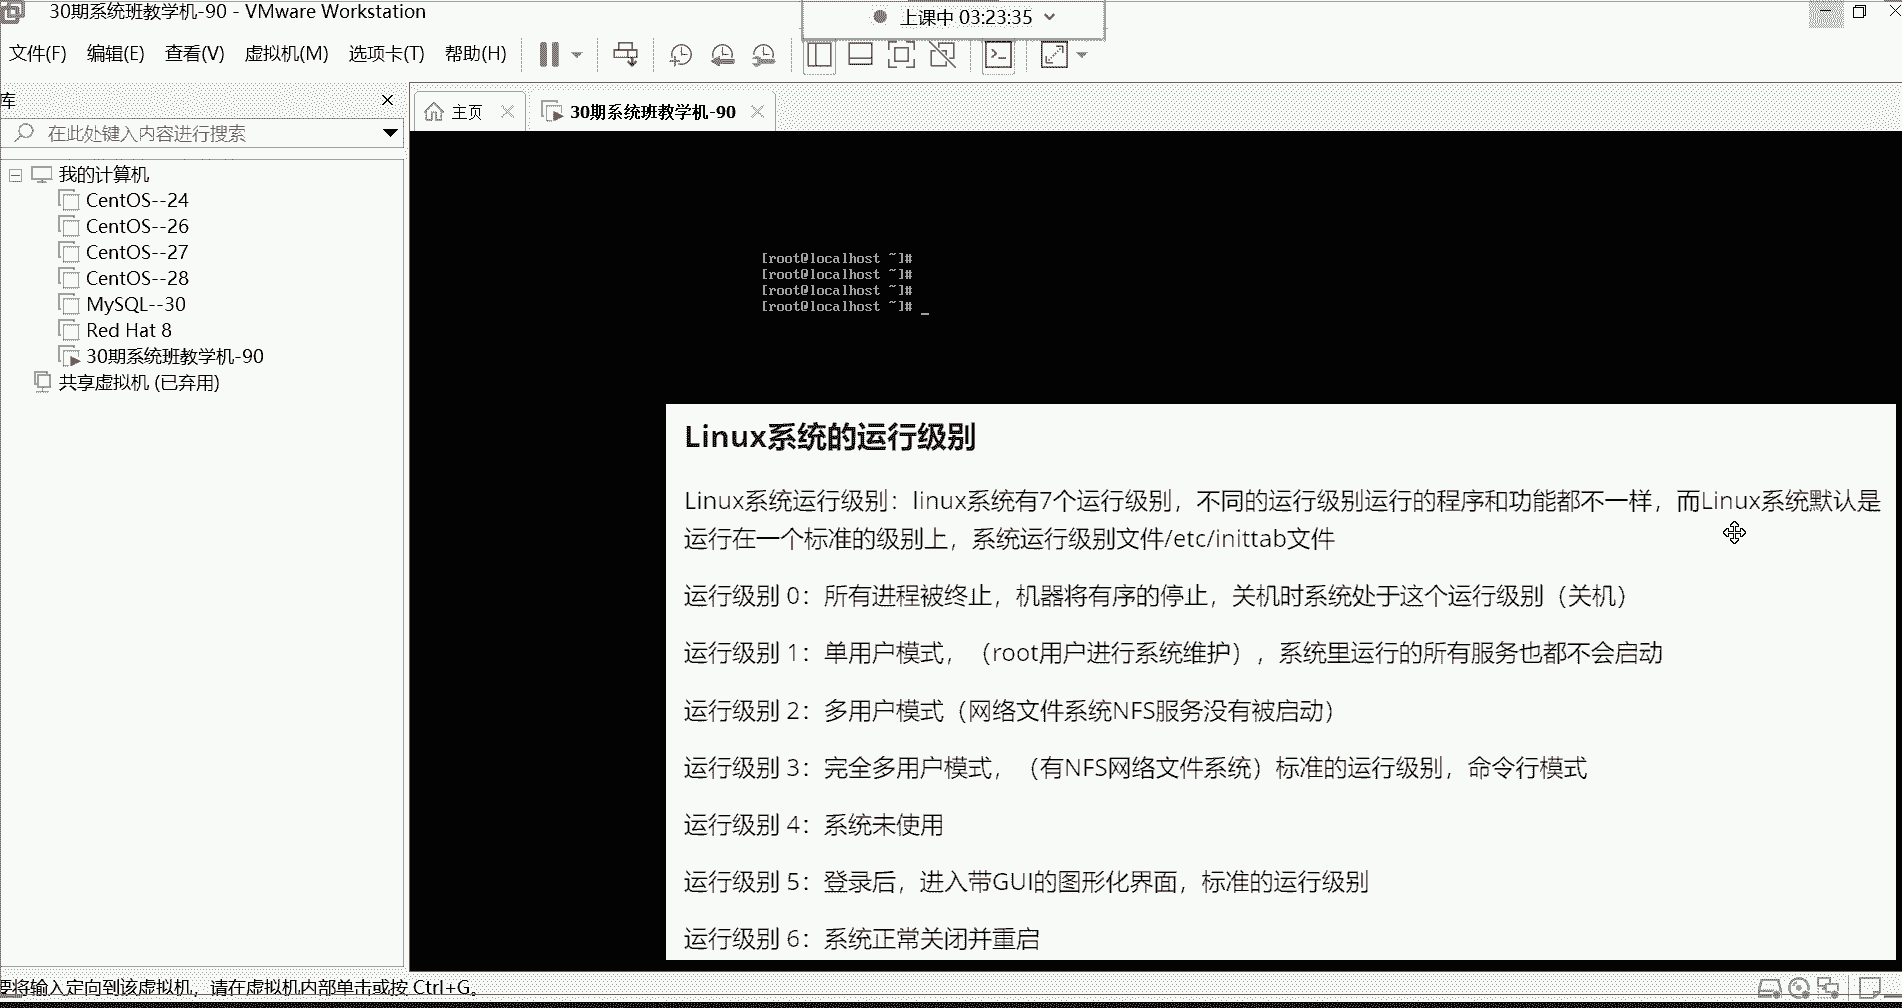 30期系统班教学机-90 - VMware Workstation
上课中 03:23:35
文件(F) 编辑(E) 查看(V) 虚拟机(M) 选项卡(T) 帮助(H)
库
主页
30期系统班教学机-90
在此处键入内容进行搜索
我的计算机
CentOS--24
CentOS--26
CentOS--27
CentOS--28
MySQL--30
Red Hat 8
30期系统班教学机-90
共享虚拟机 (已弃用)
[root@localhost ~]#
[root@localhost ~]#
[root@localhost ~]#
[root@localhost ~]# _
Linux系统的运行级别
Linux系统运行级别：linux系统有7个运行级别，不同的运行级别运行的程序和功能都不一样，而Linux系统默认是
运行在一个标准的级别上，系统运行级别文件/etc/inittab文件
运行级别 0：所有进程被终止，机器将有序的停止，关机时系统处于这个运行级别（关机）
运行级别 1：单用户模式，（root用户进行系统维护），系统里运行的所有服务也都不会启动
运行级别 2：多用户模式（网络文件系统NFS服务没有被启动）
运行级别 3：完全多用户模式，（有NFS网络文件系统）标准的运行级别，命令行模式
运行级别 4：系统未使用
运行级别 5：登录后，进入带GUI的图形化界面，标准的运行级别
运行级别 6：系统正常关闭并重启
要将输入定向到该虚拟机，请在虚拟机内部单击或按 Ctrl+G。